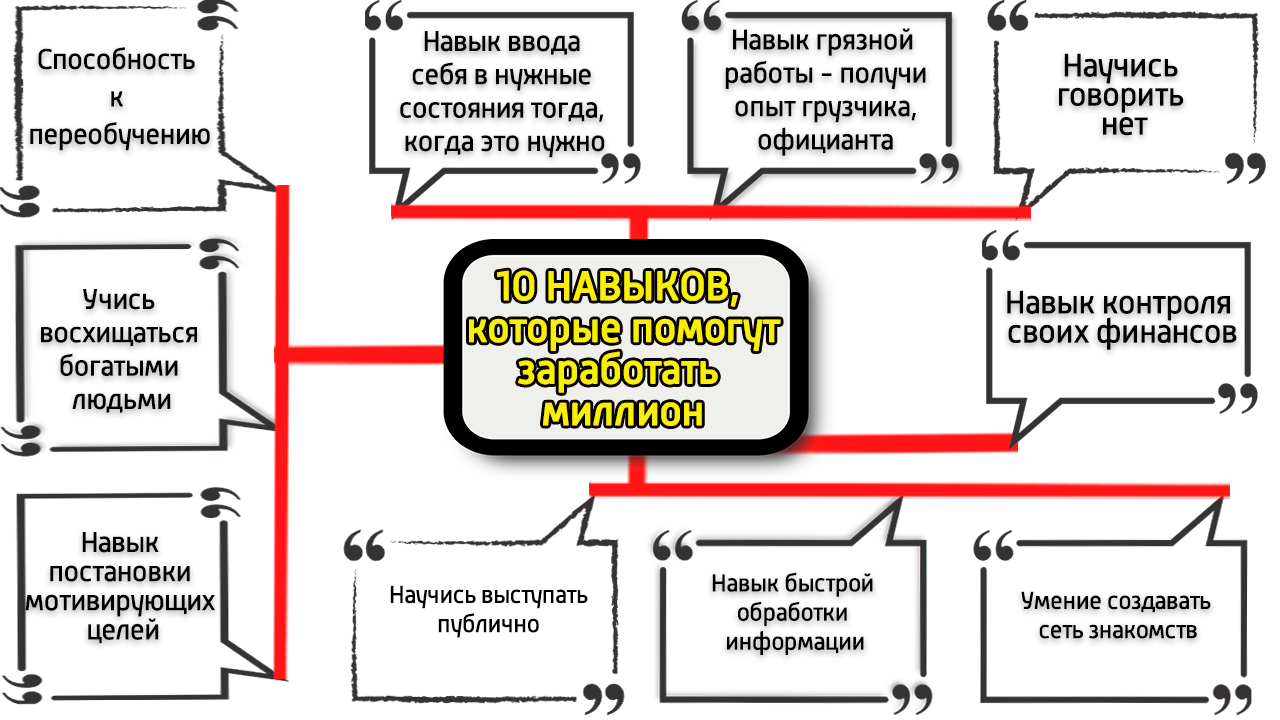 Способность
к
переобучению
Навык ввода
себя в нужные
состояния тогда,
когда это нужно
Навык грязной
работы - получи
опыт грузчика,
официанта
Научись
говорить
нет
Учись
восхищаться
богатыми
людьми
10 НАВЫКОВ,
которые помогут
заработать
миллион
Навык контроля
своих финансов
Навык
постановки
мотивирующих
целей
Научись выступать
публично
Навык быстрой
обработки
информации
Умение создавать
сеть знакомств